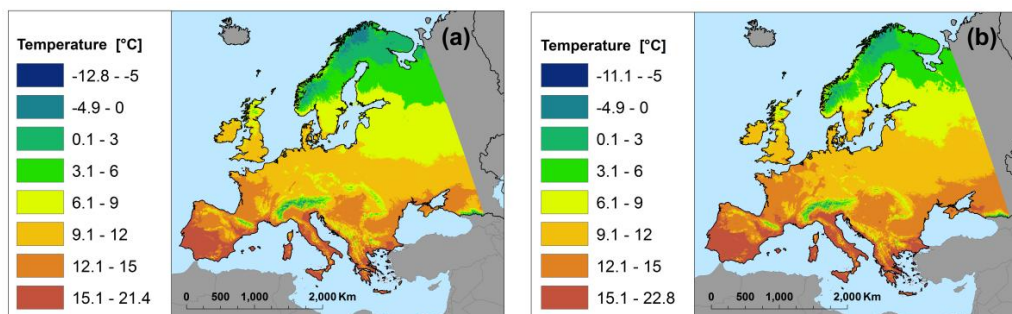 (a)
Temperature [°C]
-12.8 - -5
-4.9 - 0
0.1 - 3
3.1 - 6
6.1 - 9
9.1 - 12
12.1 - 15
15.1 - 21.4
0 500 1,000 2,000 Km
(b)
Temperature [°C]
-11.1 - -5
-4.9 - 0
0.1 - 3
3.1 - 6
6.1 - 9
9.1 - 12
12.1 - 15
15.1 - 22.8
0 500 1,000 2,000 Km